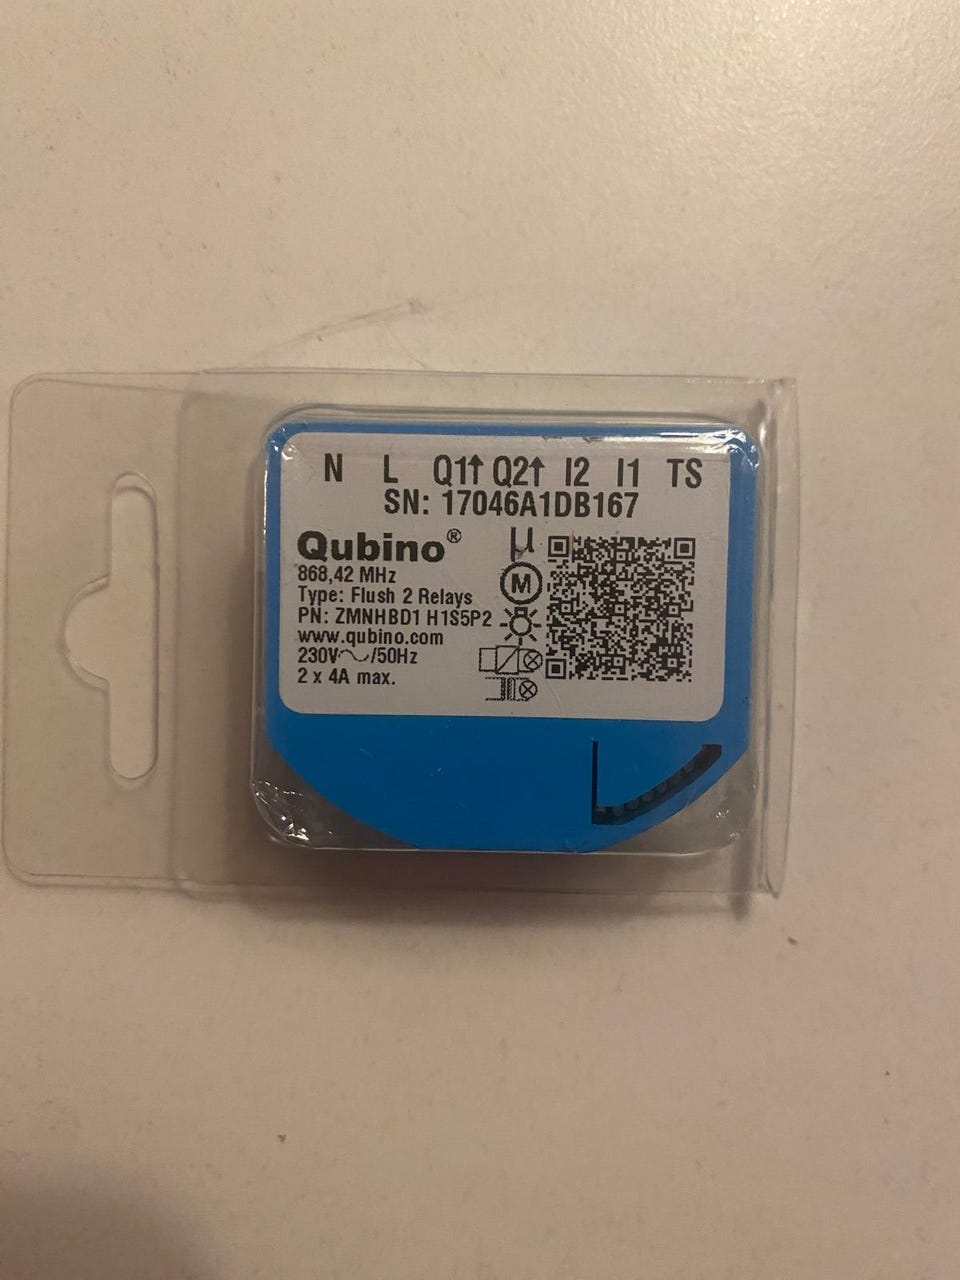 N L Q1↑ Q2↑ I2 I1 TS
SN: 17046A1DB167
Qubino®
µ
868,42 MHz
M
Type: Flush 2 Relays
PN: ZMNHBD1 H1S5P2
www.qubino.com
230V~/50Hz
2 x 4A max.